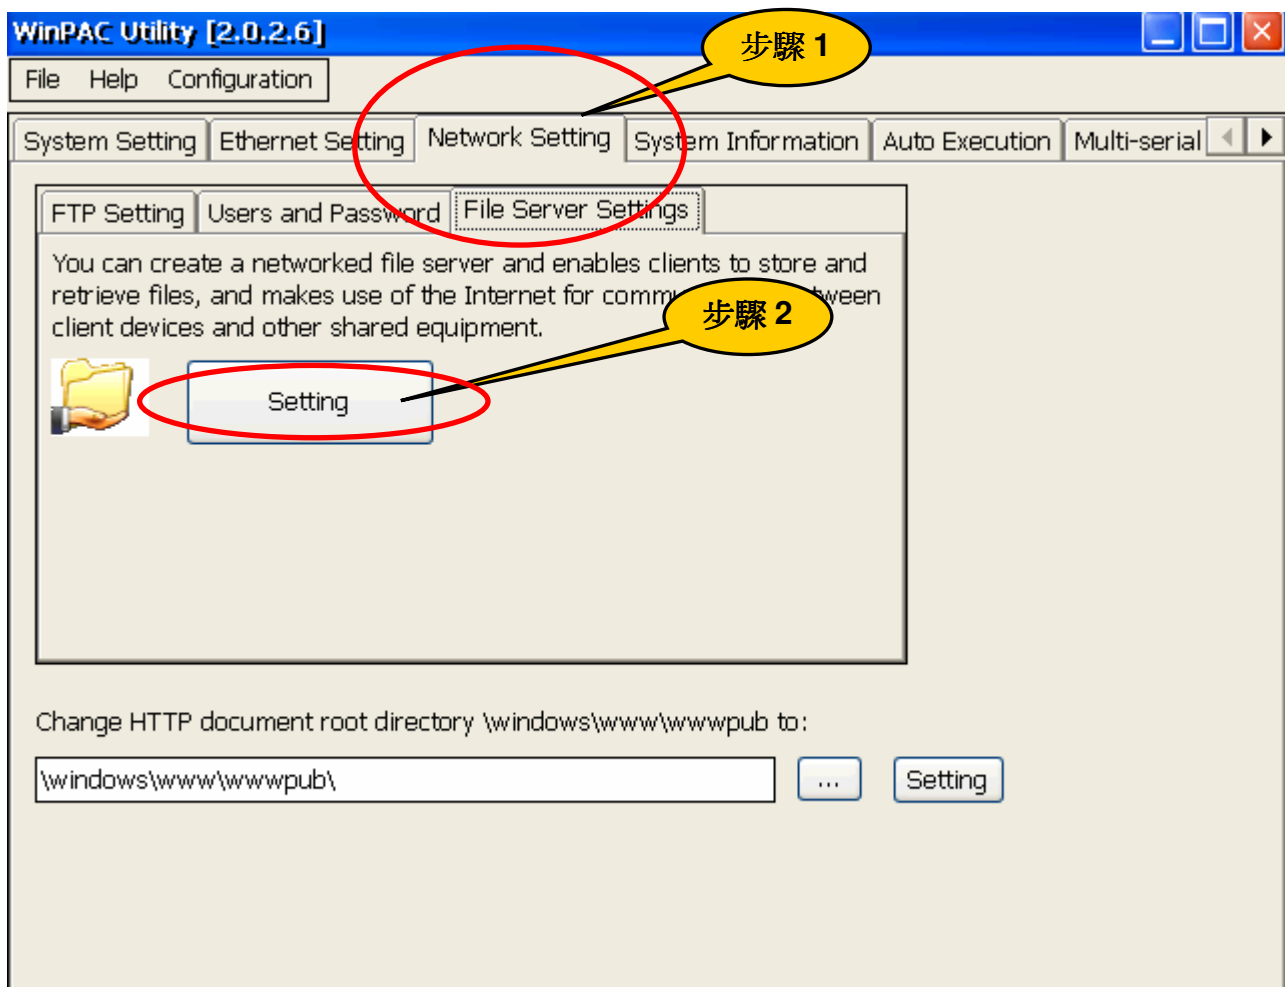 WinPAC Utility [2.0.2.6]
步驟 1
File Help Configuration
System Setting Ethernet Setting Network Setting System Information Auto Execution Multi-serial
FTP Setting Users and Password File Server Settings
You can create a networked file server and enables clients to store and
retrieve files, and makes use of the Internet for
client devices and other shared equipment.
步驟 2
Setting
Change HTTP document root directory \windows\www\wwwpub to:
\windows\www\wwwpub\
... Setting